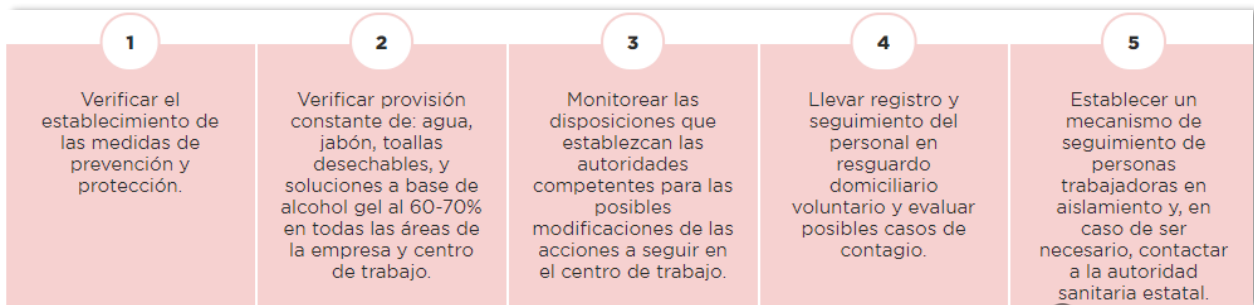 1
Verificar el
establecimiento de
las medidas de
prevención y
protección.
2
Verificar provisión
constante de: agua,
jabón, toallas
desechables, y
soluciones a base de
alcohol gel al 60-70%
en todas las áreas de
la empresa y centro
de trabajo.
3
Monitorear las
disposiciones que
establezcan las
autoridades
competentes para las
posibles
modificaciones de las
acciones a seguir en
el centro de trabajo.
4
Llevar registro y
seguimiento del
personal en
resguardo
domiciliario
voluntario y evaluar
posibles casos de
contagio.
5
Establecer un
mecanismo de
seguimiento de
personas
trabajadoras en
aislamiento y, en
caso de ser
necesario, contactar
a la autoridad
sanitaria estatal.